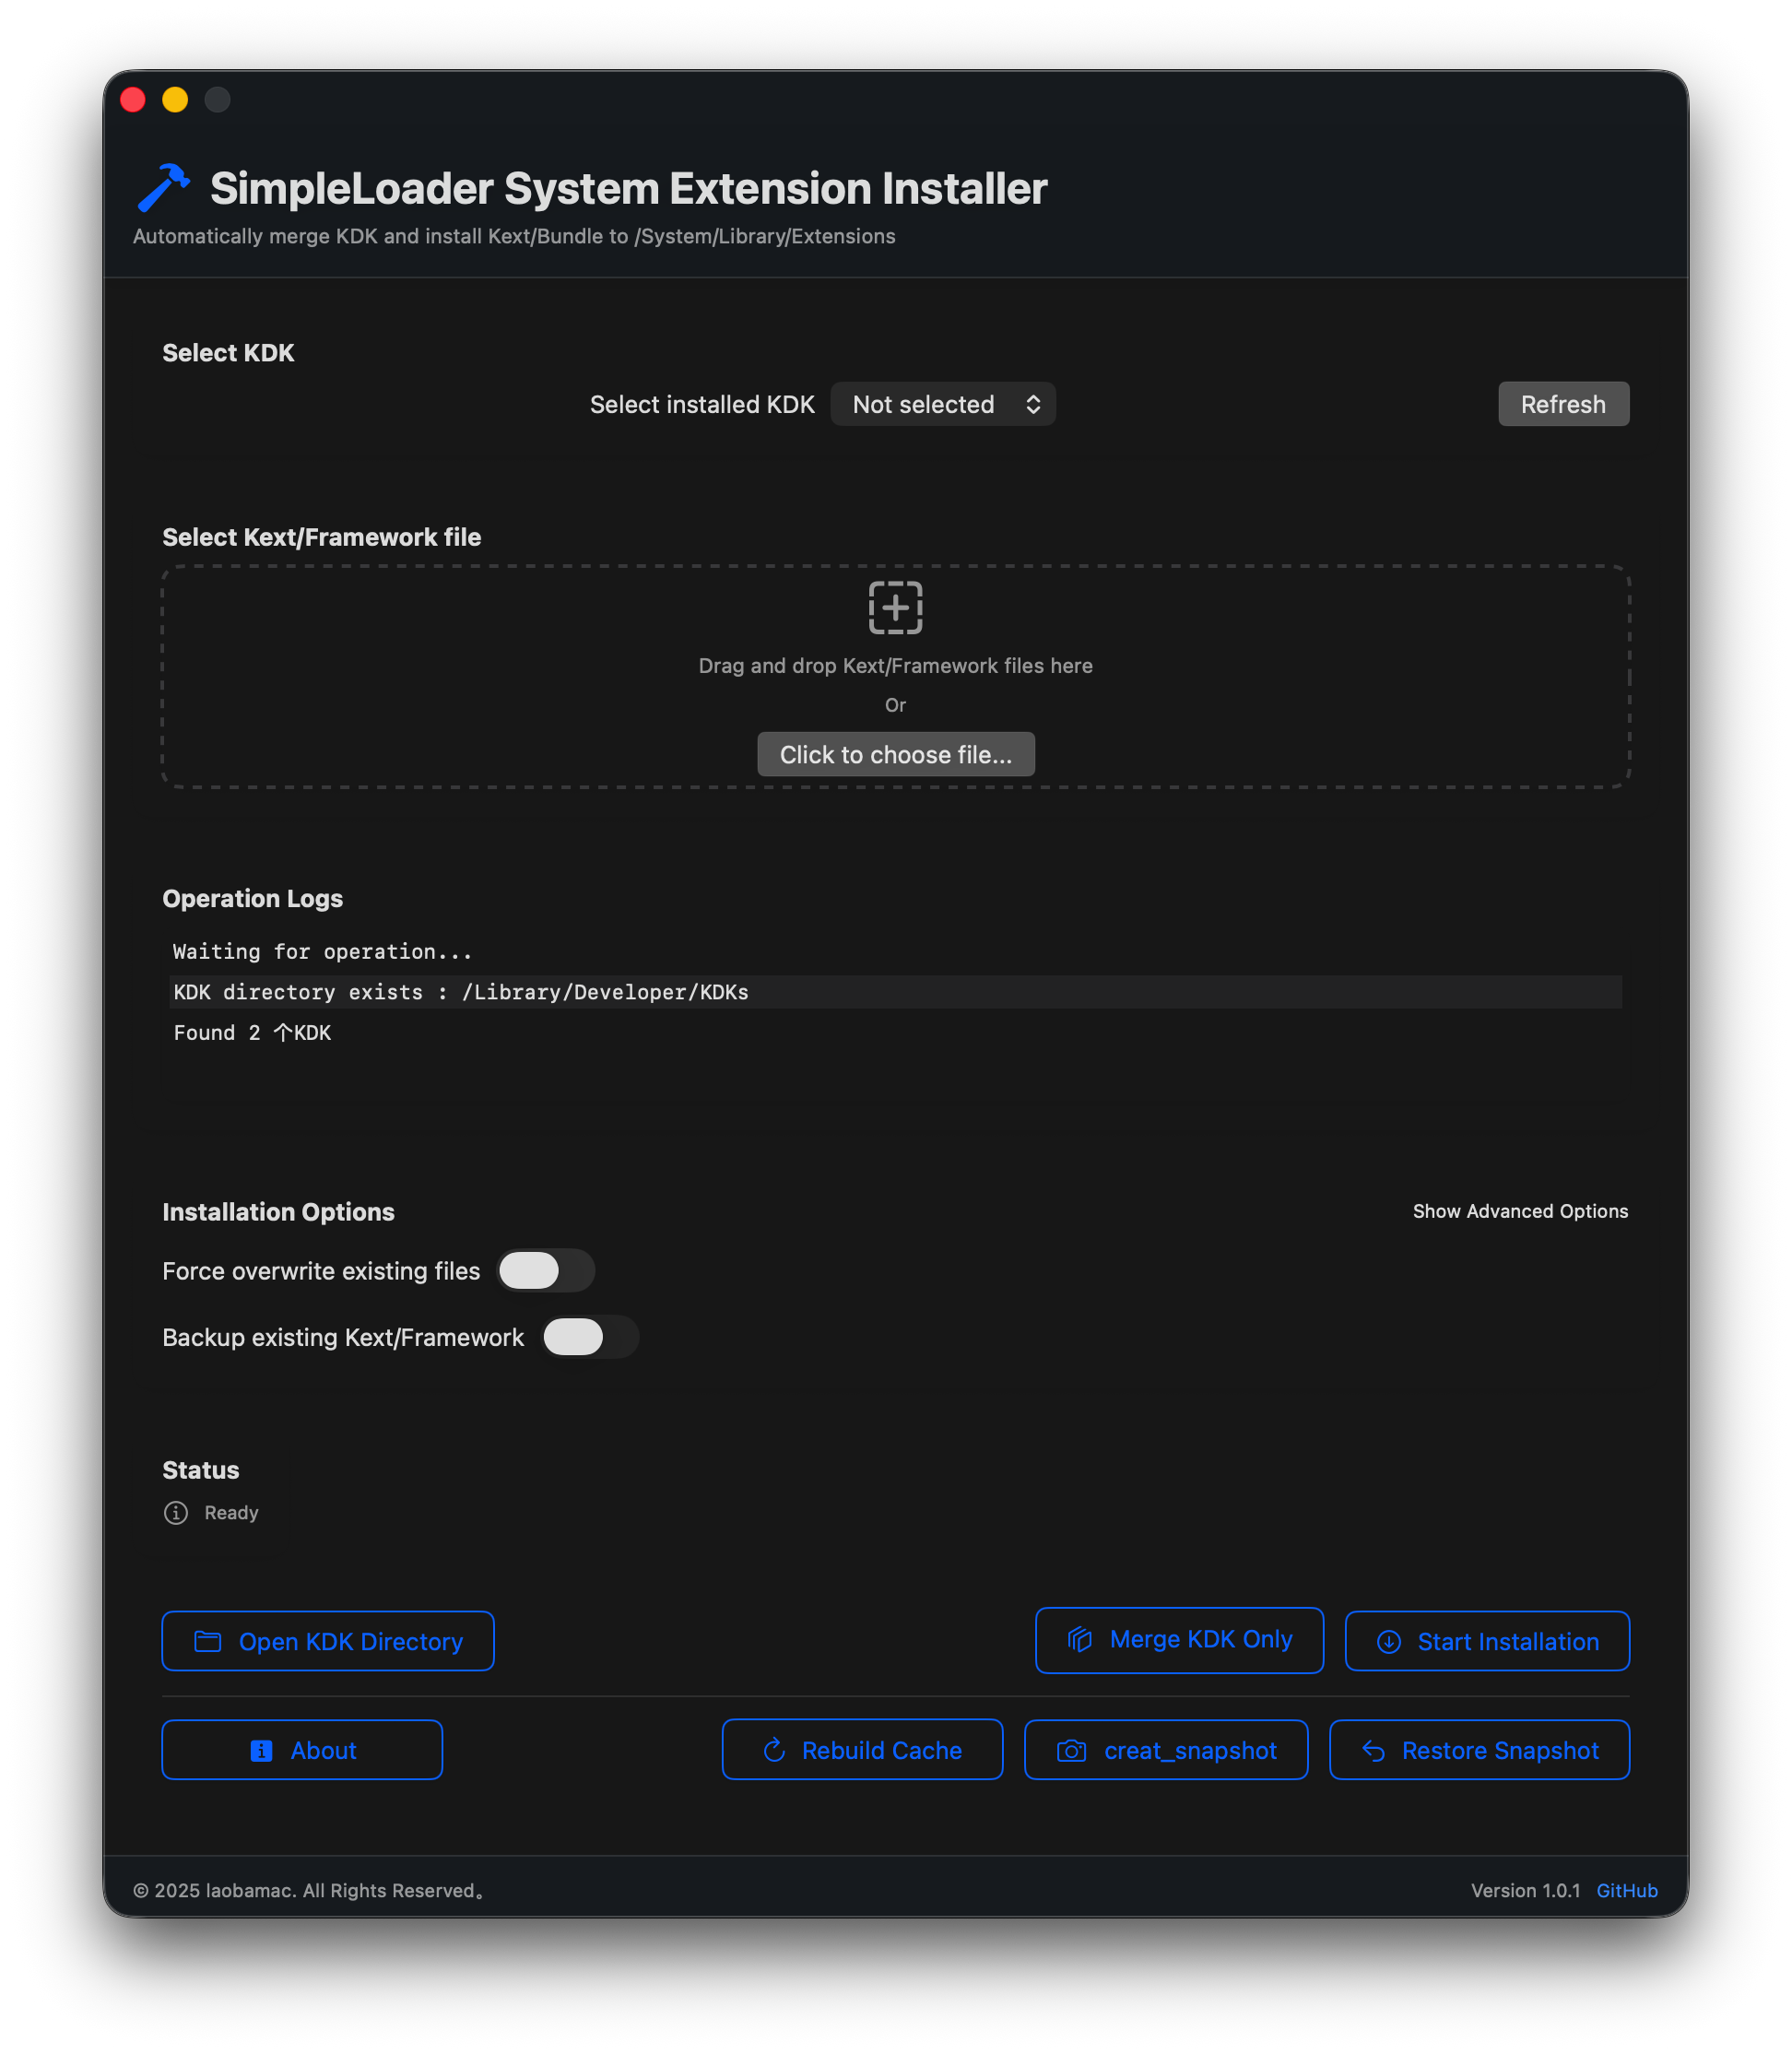 SimpleLoader System Extension Installer
Automatically merge KDK and install Kext/Bundle to /System/Library/Extensions
Select KDK
Select installed KDK Not selected Refresh
Select Kext/Framework file
Drag and drop Kext/Framework files here
Or
Click to choose file...
Operation Logs
Waiting for operation...
KDK directory exists : /Library/Developer/KDKs
Found 2 个KDK
Installation Options Show Advanced Options
Force overwrite existing files
Backup existing Kext/Framework
Status
Ready
Open KDK Directory Merge KDK Only Start Installation
About Rebuild Cache creat_snapshot Restore Snapshot
© 2025 laobamac. All Rights Reserved。 Version 1.0.1 GitHub